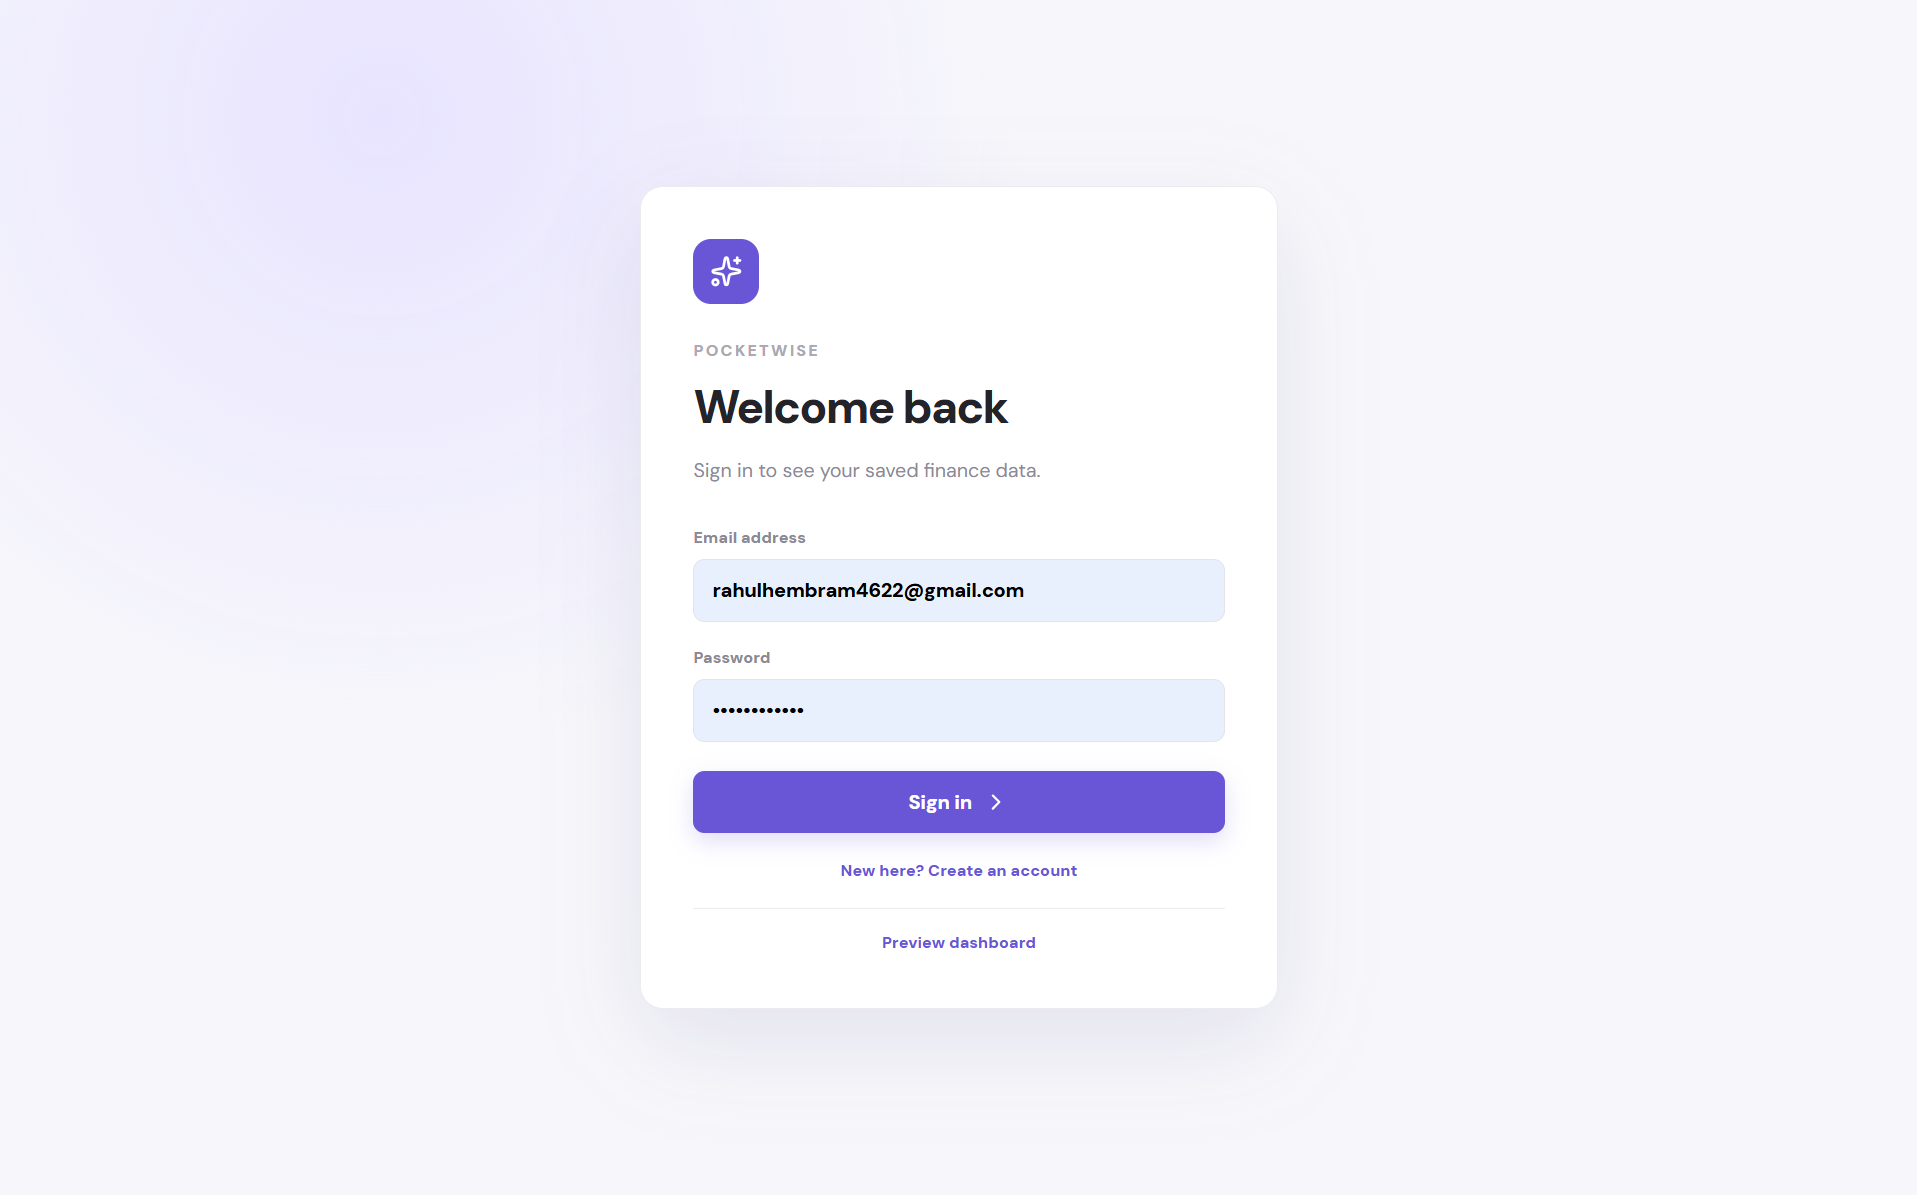 POCKETWISE
Welcome back
Sign in to see your saved finance data.
Email address
rahulhembram4622@gmail.com
Password
••••••••••••
Sign in
New here? Create an account
Preview dashboard